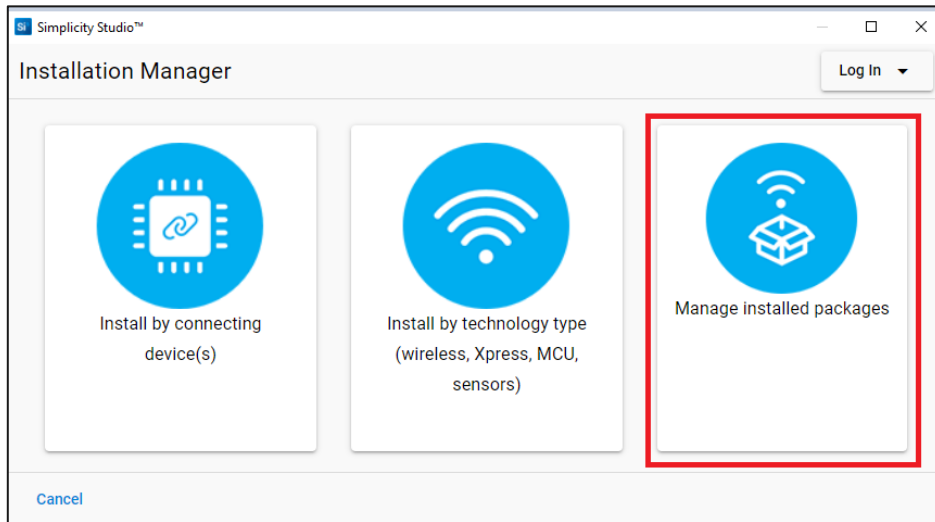 Si Simplicity Studio™
Installation Manager
Log In
Install by connecting
device(s)
Install by technology type
(wireless, Xpress, MCU,
sensors)
Manage installed packages
Cancel